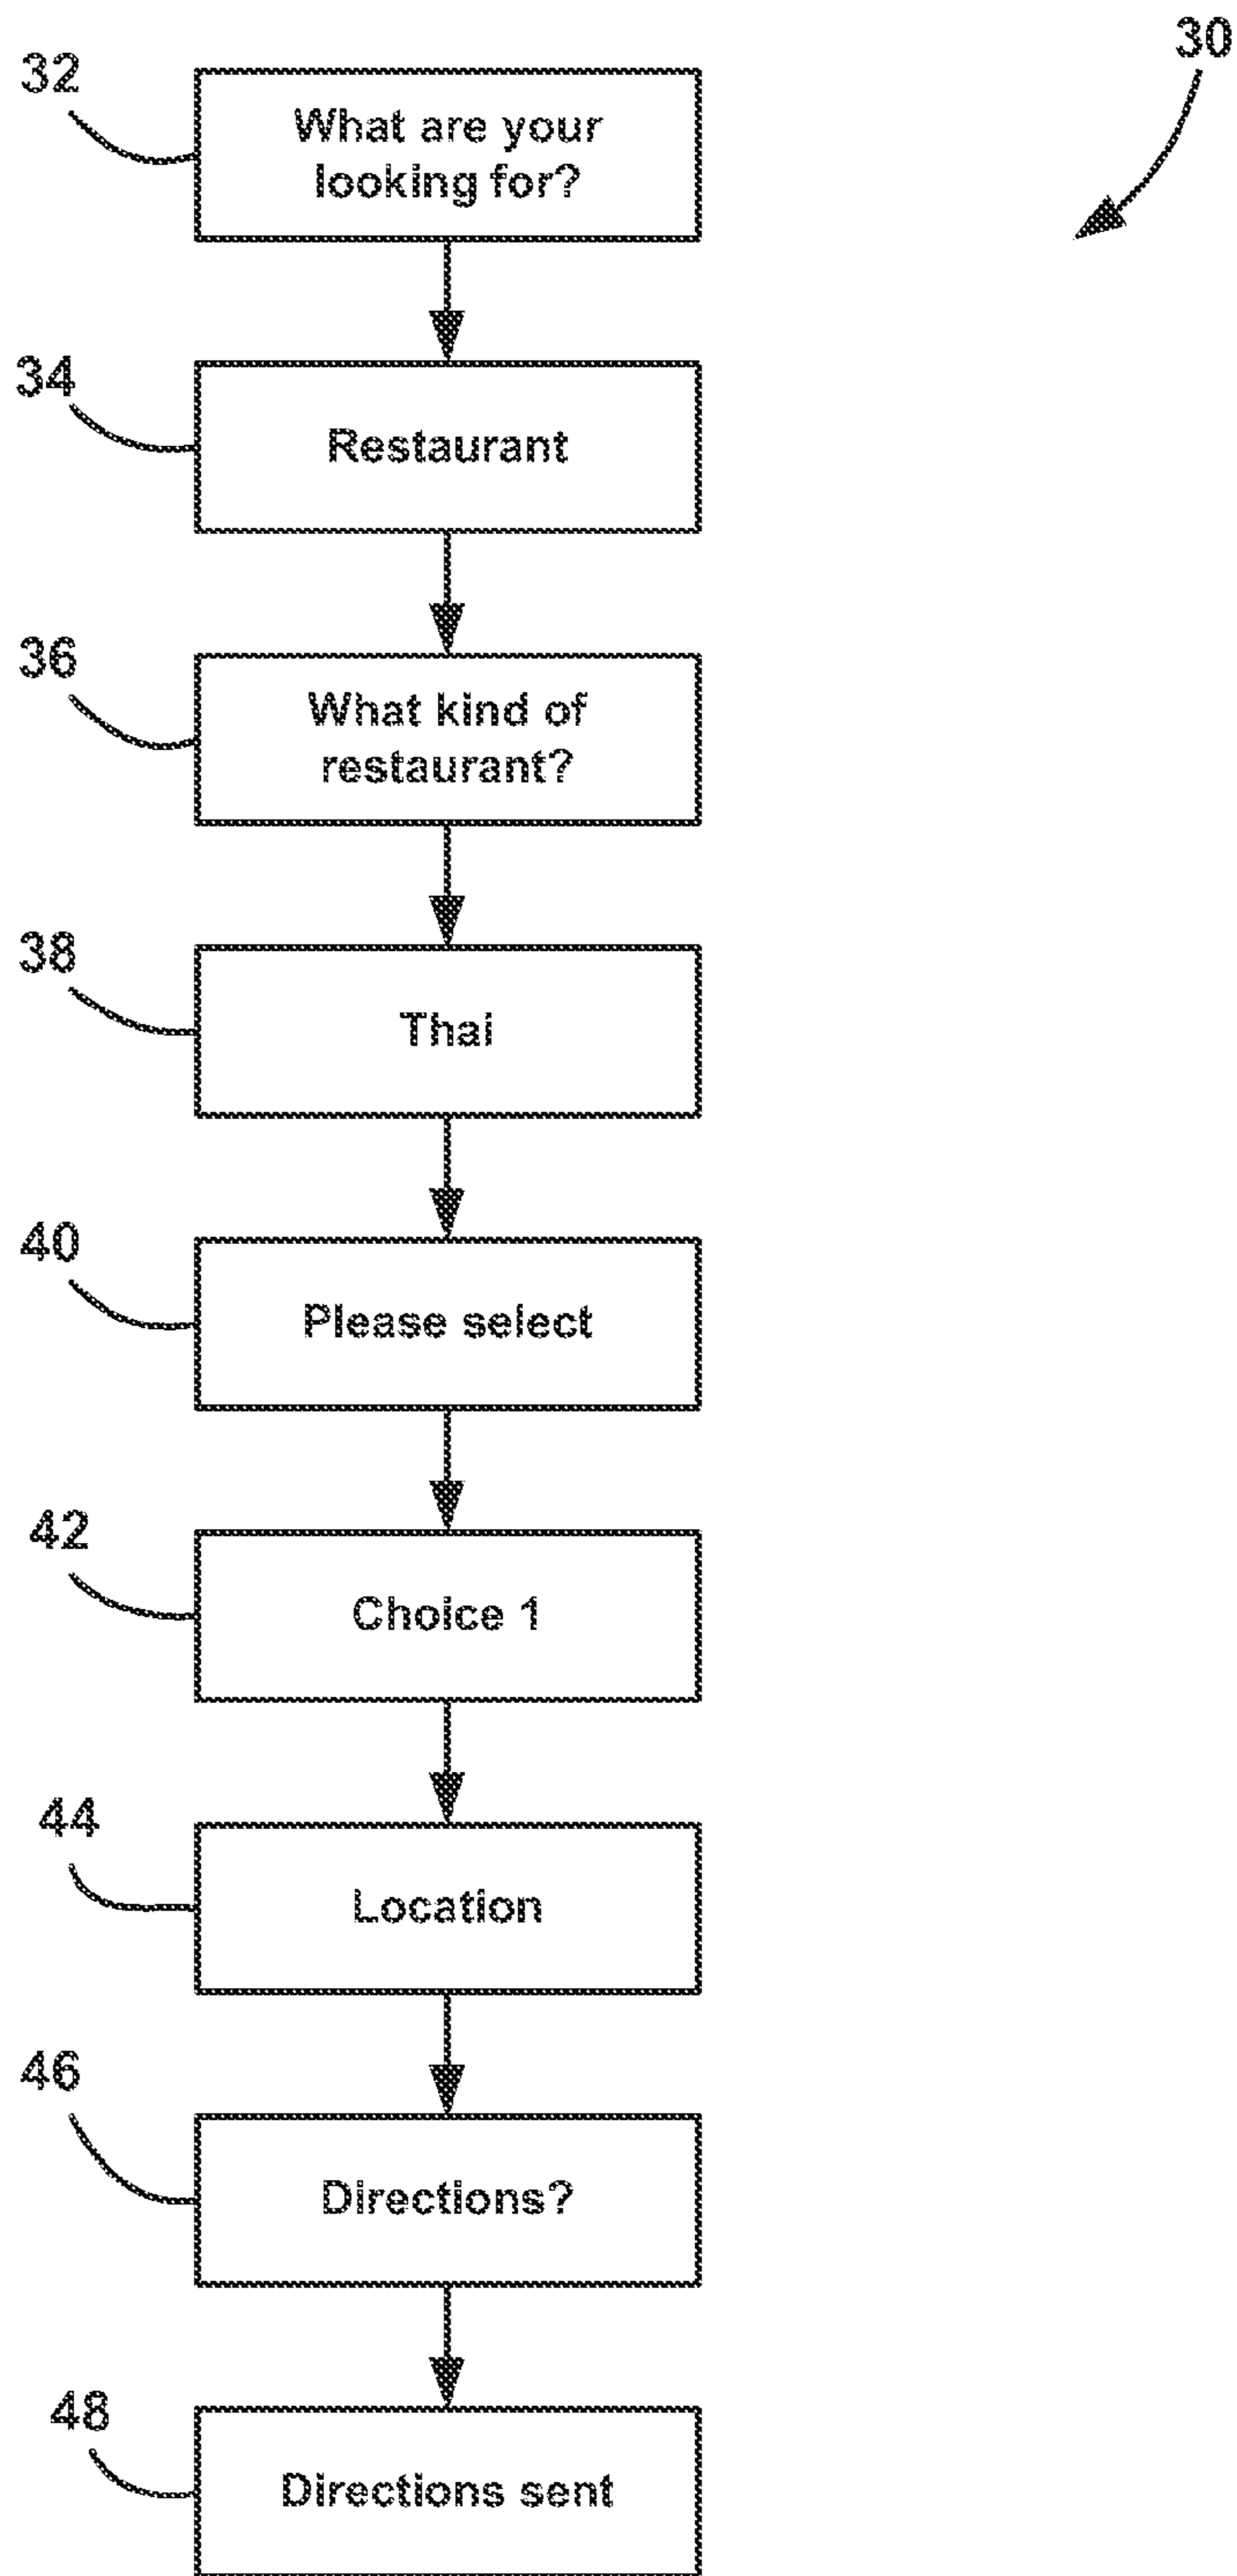 30
32
What are your
looking for?
34
Restaurant
36
What kind of
restaurant?
38
Thai
40
Please select
42
Choice 1
44
Location
46
Directions?
48
Directions sent